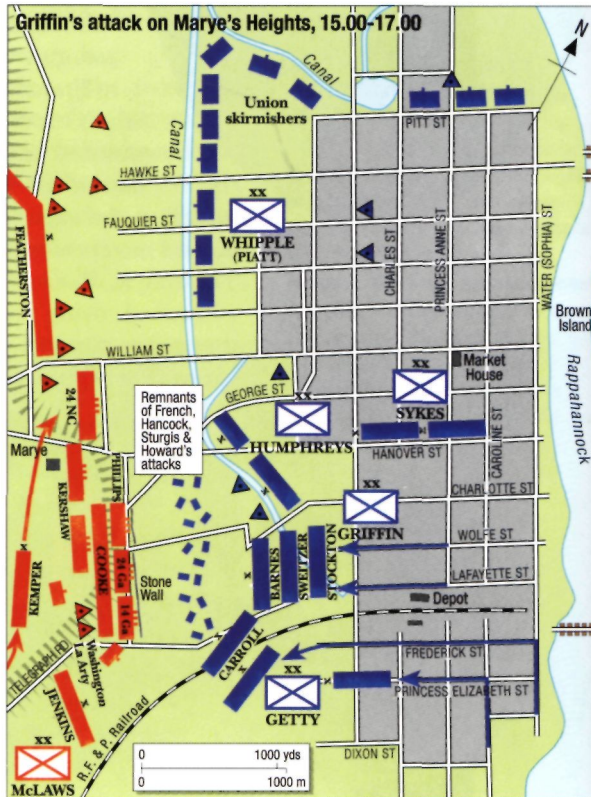 Griffin's attack on Marye's Heights, 15.00-17.00
N
Canal
Canal
Union
skirmishers
PITT ST
HAWKE ST
FAUQUIER ST
xx
WHIPPLE
(PIATT)
CHARLES ST
PRINCESS ANNE ST
WATER (SOPHIA) ST
FEATHERSTON
x
Brown
Island
Rappahannock
WILLIAM ST
Market
House
GEORGE ST
xx
SYKES
Remnants
of French,
Hancock,
Sturgis &
Howard's
attacks
xx
HUMPHREYS
HANOVER ST
CAROLINE ST
24 NC
Marye
PHILLIPS
KERSHAW
CHARLOTTE ST
xx
GRIFFIN
WOLFE ST
LAFAYETTE ST
COOKE
24 Ga
14 Ga
Stone
Wall
BARNES
SWEITZER
STOCKTON
KEMPER
Depot
TELEGRAPH RD
Washington
La Arty
CARROLL
FREDERICK ST
xx
GETTY
PRINCESS ELIZABETH ST
JENKINS
R.F. & P. Railroad
DIXON ST
xx
McLAWS
0
1000 yds
0
1000 m